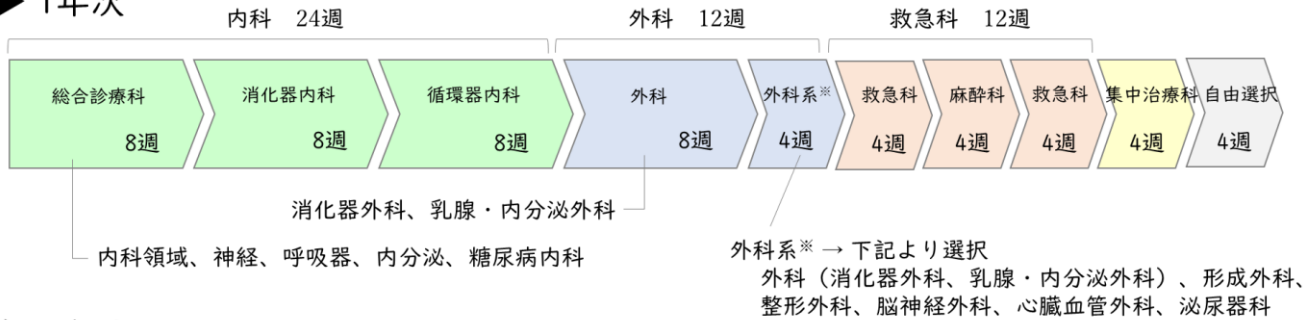 ▶ 1年次
内科　24週
外科　12週
救急科　12週
総合診療科
8週
消化器内科
8週
循環器内科
8週
外科
8週
外科系※
4週
救急科
4週
麻酔科
4週
救急科
4週
集中治療科
4週
自由選択
4週
消化器外科、乳腺・内分泌外科
内科領域、神経、呼吸器、内分泌、糖尿病内科
外科系※ → 下記より選択
外科（消化器外科、乳腺・内分泌外科）、形成外科、
整形外科、脳神経外科、心臓血管外科、泌尿器科